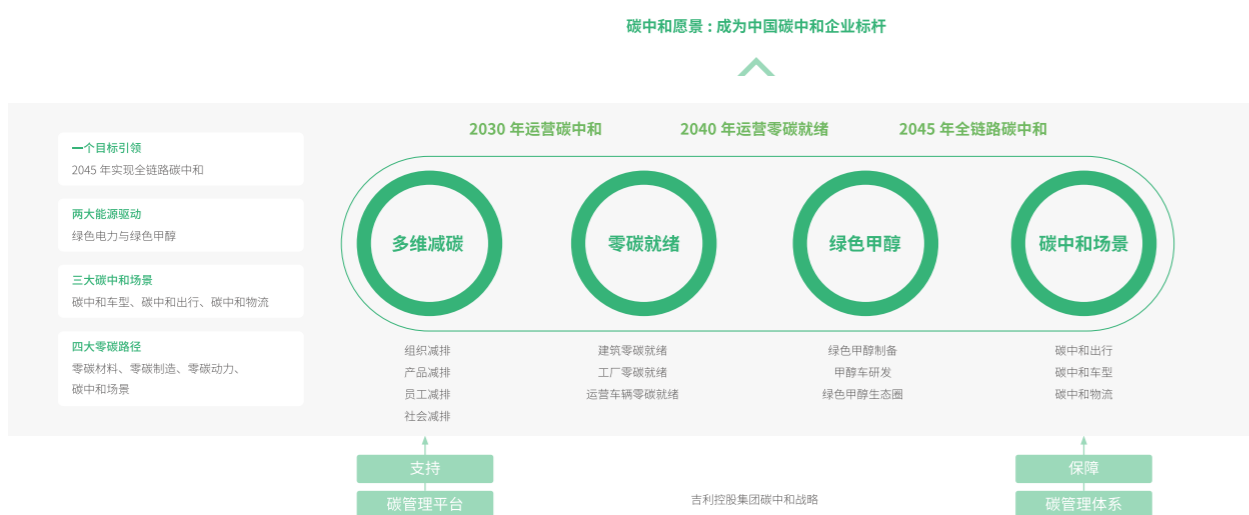 碳中和愿景：成为中国碳中和企业标杆
一个目标引领
2045 年实现全链路碳中和
两大能源驱动
绿色电力与绿色甲醇
三大碳中和场景
碳中和车型、碳中和出行、碳中和物流
四大零碳路径
零碳材料、零碳制造、零碳动力、
碳中和场景
2030 年运营碳中和
2040 年运营零碳就绪
2045 年全链路碳中和
多维减碳
零碳就绪
绿色甲醇
碳中和场景
组织减排
产品减排
员工减排
社会减排
建筑零碳就绪
工厂零碳就绪
运营车辆零碳就绪
绿色甲醇制备
甲醇车研发
绿色甲醇生态圈
碳中和出行
碳中和车型
碳中和物流
支持
碳管理平台
吉利控股集团碳中和战略
保障
碳管理体系